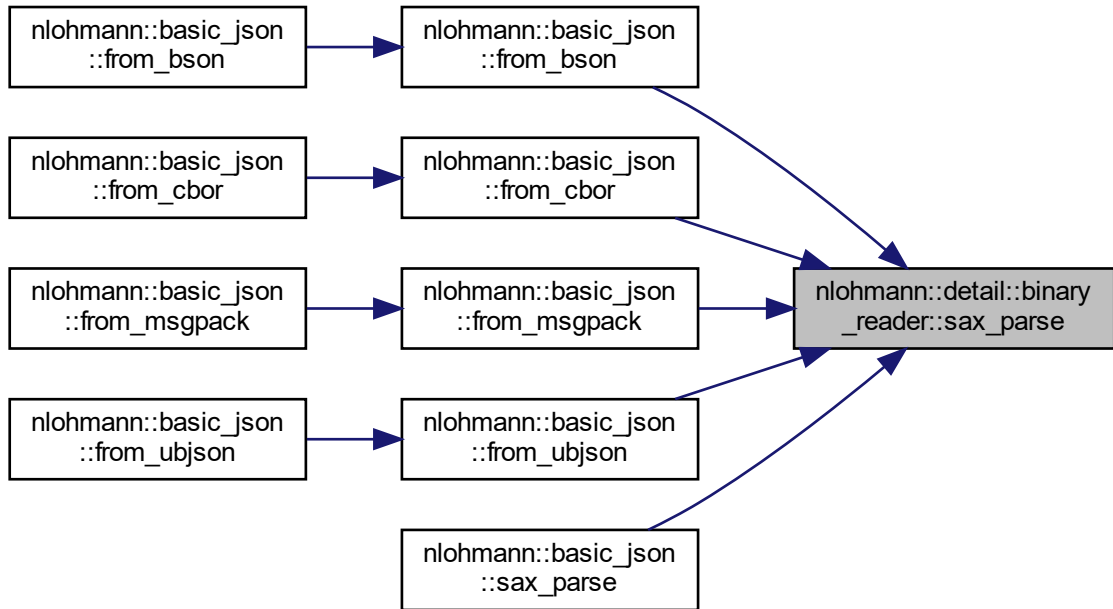 nlohmann::basic_json
::from_bson
nlohmann::basic_json
::from_bson
nlohmann::basic_json
::from_cbor
nlohmann::basic_json
::from_cbor
nlohmann::detail::binary
_reader::sax_parse
nlohmann::basic_json
::from_msgpack
nlohmann::basic_json
::from_msgpack
nlohmann::basic_json
::from_ubjson
nlohmann::basic_json
::from_ubjson
nlohmann::basic_json
::sax_parse